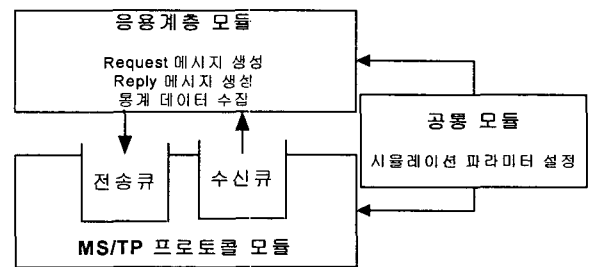 응용계층 모듈
Request 메시지 생성
Reply 메시자 생성
통계 데이터 수집
공통 모듈
시뮬레이션 파라미터 설정
전송큐
수신큐
MS/TP 프로토콜 모듈